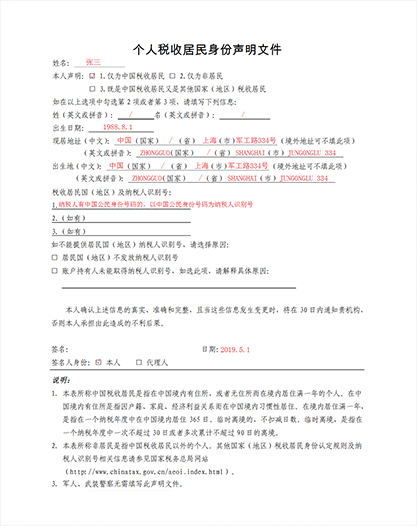 个人税收居民身份声明文件
姓名： 张三
本人声明：☑ 1.仅为中国税收居民 □ 2.仅为非居民
□ 3.既是中国税收居民又是其他国家（地区）税收居民
如在以上选项中勾选第 2 项或者第 3 项，请填写下列信息：
姓（英文或拼音）： / 名（英文或拼音）： /
出生日期： 1988.8.1
现居地址（中文）： 中国（国家） /（省）上海（市）军工路334号（境外地址可不填此项）
（英文或拼音）： ZHONGGUO（国家） /（省）SHANGHAI（市）JUNGONGLU 334
出生地（中文）： 中国（国家） /（省）上海（市）军工路334号（境外地址可不填此项）
（英文或拼音）： ZHONGGUO（国家） /（省）SHANGHAI（市）JUNGONGLU 334
税收居民国（地区）及纳税人识别号：
1.纳税人有中国公民身份号码的，以中国公民身份号码为纳税人识别号
2.（如有）
3.（如有）
如不能提供居民国（地区）纳税人识别号，请选择原因：
□ 居民国（地区）不发放纳税人识别号
□ 账户持有人未能取得纳税人识别号，如选此项，请解释具体原因：
本人确认上述信息的真实、准确和完整，且当这些信息发生变更时，将在 30 日内通知贵机构，
否则本人承担由此造成的不利后果。
签名： 日期：2019.5.1
签名人身份：☑ 本人 □ 代理人
说明：
1. 本表所称中国税收居民是指在中国境内有住所，或者无住所而在境内居住满一年的个人。在中
国境内有住所是指因户籍、家庭、经济利益关系而在中国境内习惯性居住。在境内居住满一年，
是指在一个纳税年度中在中国境内居住 365 日。临时离境的，不扣减日数。临时离境，是指在
一个纳税年度中一次不超过 30 日或者多次累计不超过 90 日的离境。
2. 本表所称非居民是指中国税收居民以外的个人。其他国家（地区）税收居民身份认定规则及纳
税人识别号相关信息请参见国家税务总局网站
（http://www.chinatax.gov.cn/aeoi_index.html）。
3. 军人、武装警察无需填写此声明文件。